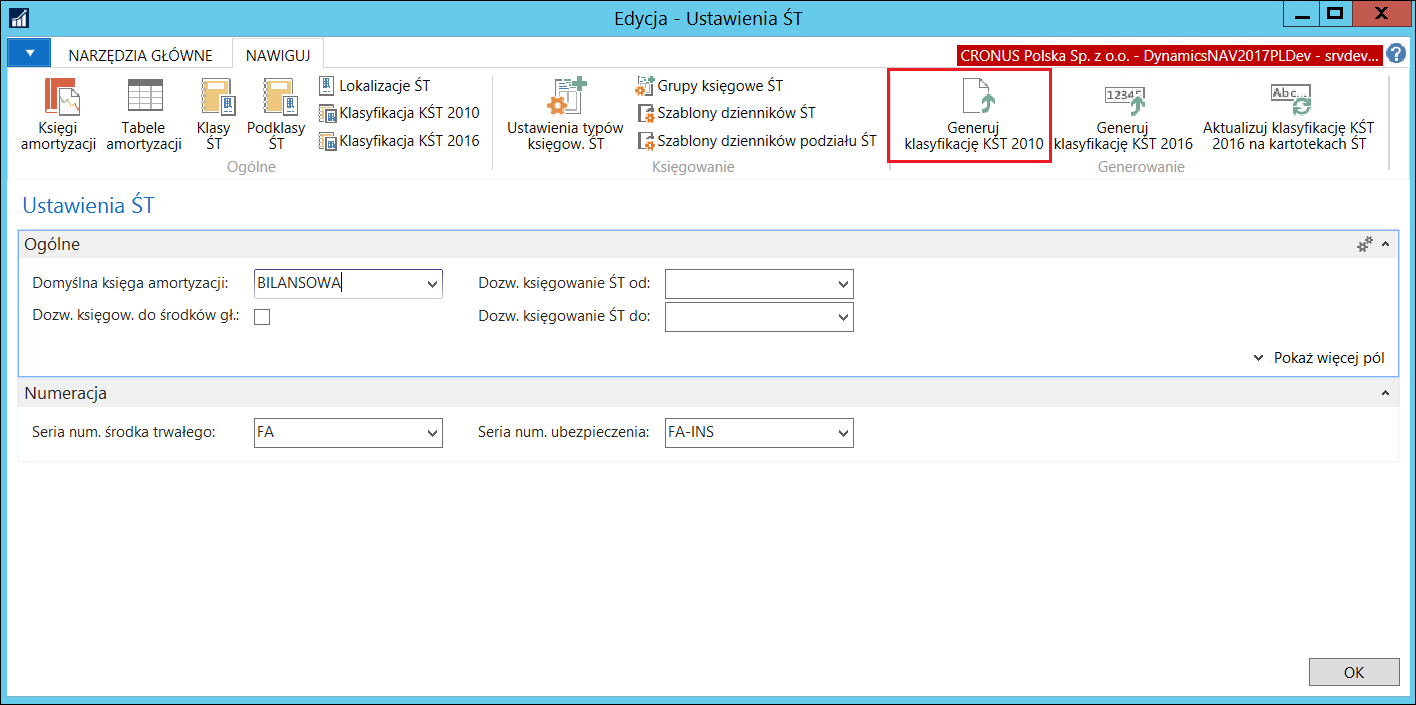 Edycja - Ustawienia ŚT
NARZĘDZIA GŁÓWNE
NAWIGUJ
CRONUS Polska Sp. z o.o. - DynamicsNAV2017PLDev - srvdev...
?
Księgi
amortyzacji
Tabele
amortyzacji
Klasy
ŚT
Podklasy
ŚT
Lokalizacje ŚT
Klasyfikacja KŚT 2010
Klasyfikacja KŚT 2016
Ogólne
Ustawienia typów
księgow. ŚT
Grupy księgowe ŚT
Szablony dzienników ŚT
Szablony dzienników podziału ŚT
Księgowanie
Generuj
klasyfikację KŚT 2010
12345
Generuj
klasyfikację KŚT 2016
Abc...
Aktualizuj klasyfikację KŚT
2016 na kartotekach ŚT
Generowanie
Ustawienia ŚT
Ogólne
Domyślna księga amortyzacji: BILANSOWA
Dozw. księgowanie ŚT od:
Dozw. księgow. do środków gł.:
Dozw. księgowanie ŚT do:
Pokaż więcej pól
Numeracja
Seria num. środka trwałego: FA
Seria num. ubezpieczenia: FA-INS
OK